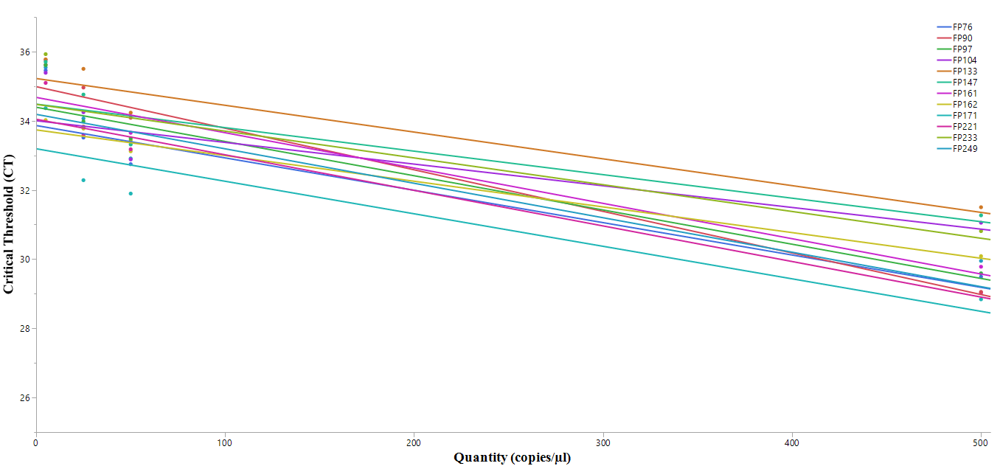 FP76
FP90
FP97
FP104
FP133
FP147
FP161
FP162
FP171
FP221
FP233
FP249
Critical Threshold (CT)
36
34
32
30
28
26
0 100 200 300 400 500
Quantity (copies/µl)